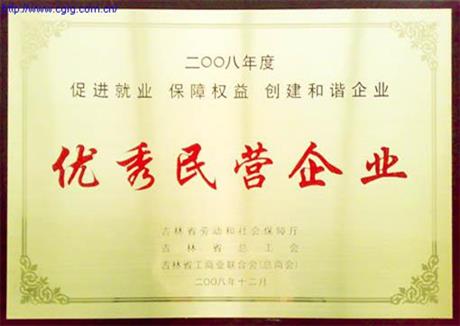 http://www.cgjg.com.cn/
二〇〇八年度
促进就业 保障权益 创建和谐企业
优秀民营企业
吉林省劳动和社会保障厅
吉林省总工会
吉林省工商业联合会(总商会)
二〇〇八年十二月